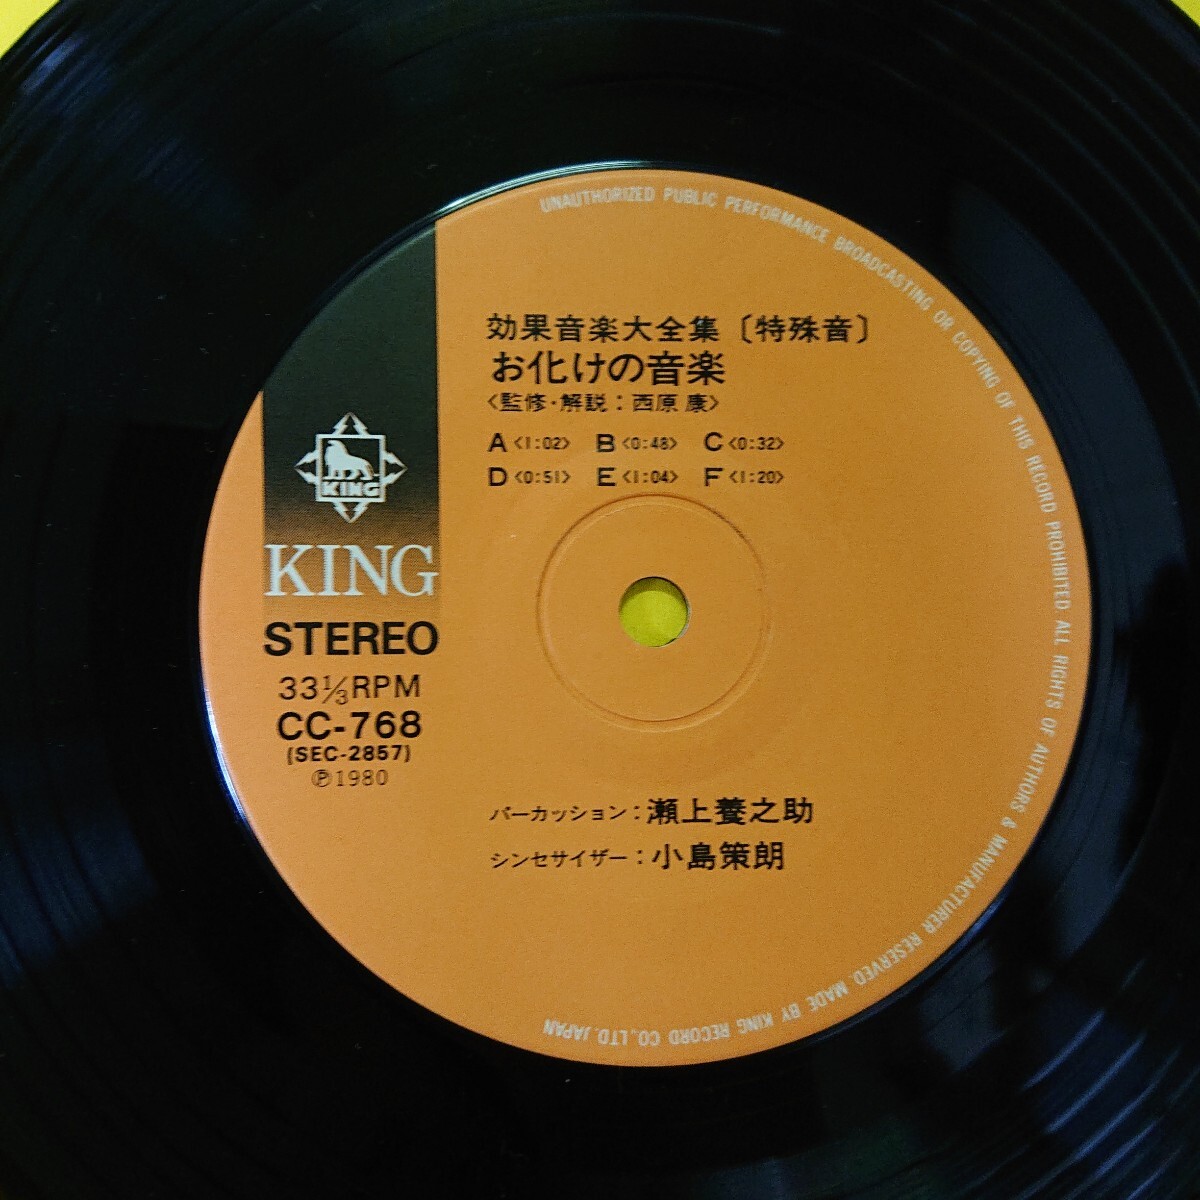 UNAUTHORIZED PUBLIC PERFORMANCE BROADCASTING OR COPYING OF THIS RECORD PROHIBITED ALL RIGHTS OF AUTHORS & MANUFACTURER RESERVED MADE BY KING RECORD CO., LTD. JAPAN
効果音楽大全集〔特殊音〕
お化けの音楽
〈監修・解説：西原 康〉
A〈1:02〉 B〈0:48〉 C〈0:32〉
D〈0:51〉 E〈1:04〉 F〈1:20〉
KING
KING
STEREO
33⅓RPM
CC-768
(SEC-2857)
℗1980
パーカッション：瀬上養之助
シンセサイザー：小島策朗